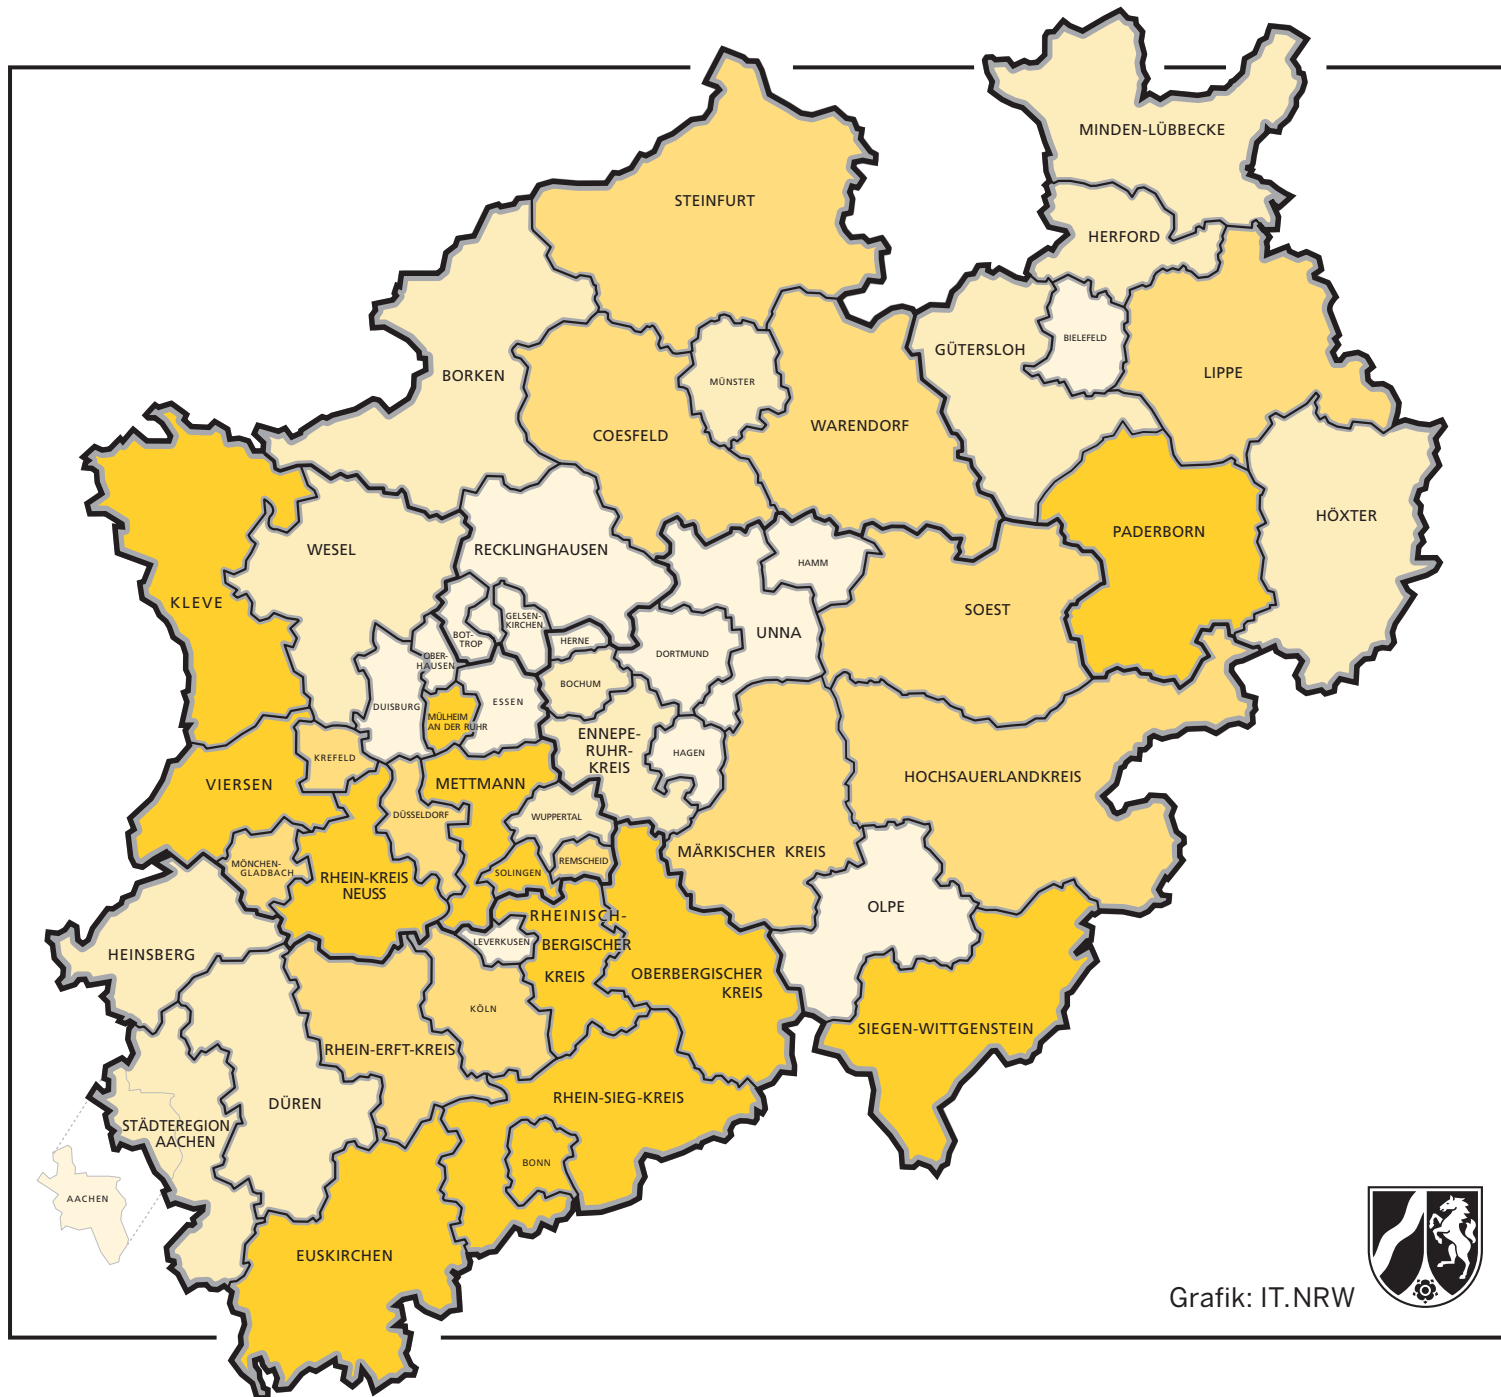 MINDEN-LÜBBECKE
STEINFURT
HERFORD
BIELEFELD
GÜTERSLOH
LIPPE
BORKEN
MÜNSTER
WARENDORF
COESFELD
HÖXTER
PADERBORN
WESEL
RECKLINGHAUSEN
HAMM
KLEVE
SOEST
GELSEN-
KIRCHEN
BOT-
TROP
HERNE
UNNA
DORTMUND
OBER-
HAUSEN
BOCHUM
DUISBURG
ESSEN
MÜLHEIM
AN DER RUHR
ENNEPE-
RUHR-
KREIS
HAGEN
KREFELD
HOCHSAUERLANDKREIS
VIERSEN
METTMANN
DÜSSELDORF
WUPPERTAL
MÄRKISCHER KREIS
REMSCHEID
MÖNCHEN-
GLADBACH
SOLINGEN
RHEIN-KREIS
NEUSS
OLPE
RHEINISCH-
BERGISCHER
KREIS
LEVERKUSEN
HEINSBERG
OBERBERGISCHER
KREIS
KÖLN
SIEGEN-WITTGENSTEIN
RHEIN-ERFT-KREIS
RHEIN-SIEG-KREIS
DÜREN
STÄDTEREGION
AACHEN
BONN
AACHEN
EUSKIRCHEN
Grafik: IT.NRW